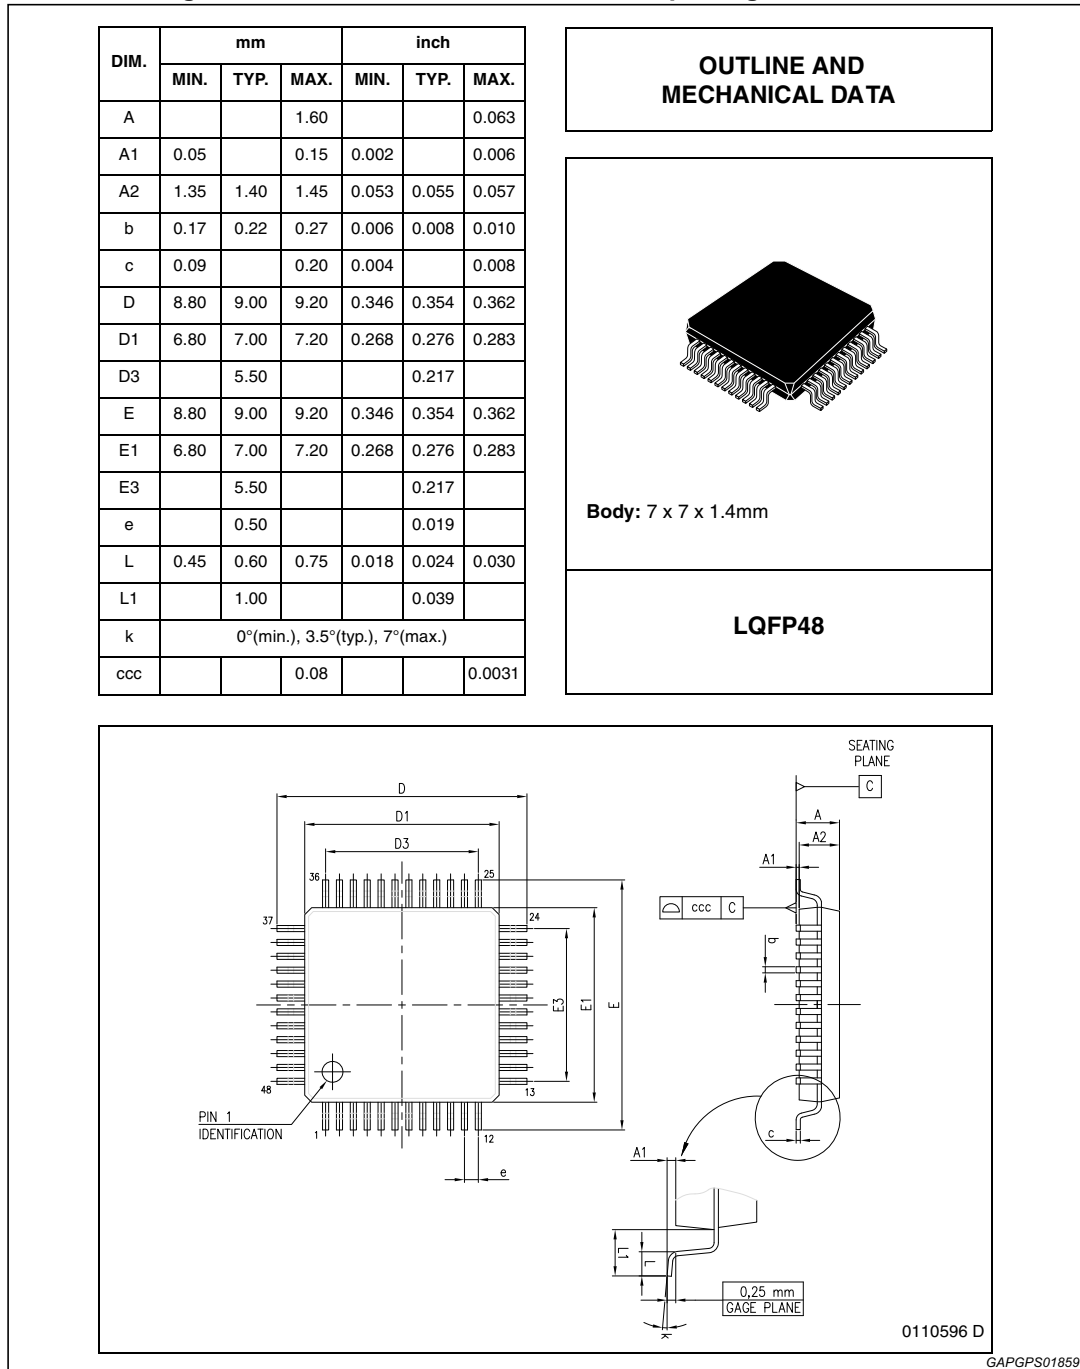 DIM. mm inch
MIN. TYP. MAX. MIN. TYP. MAX.
A 1.60 0.063
A1 0.05 0.15 0.002 0.006
A2 1.35 1.40 1.45 0.053 0.055 0.057
b 0.17 0.22 0.27 0.006 0.008 0.010
c 0.09 0.20 0.004 0.008
D 8.80 9.00 9.20 0.346 0.354 0.362
D1 6.80 7.00 7.20 0.268 0.276 0.283
D3 5.50 0.217
E 8.80 9.00 9.20 0.346 0.354 0.362
E1 6.80 7.00 7.20 0.268 0.276 0.283
E3 5.50 0.217
e 0.50 0.019
L 0.45 0.60 0.75 0.018 0.024 0.030
L1 1.00 0.039
k 0°(min.), 3.5°(typ.), 7°(max.)
ccc 0.08 0.0031
OUTLINE AND
MECHANICAL DATA
Body: 7 x 7 x 1.4mm
LQFP48
SEATING
PLANE
C
D
D1
D3
A
A2
A1
36 25
37 24
ccc C
b
E3 E1 E
48 13
PIN 1
IDENTIFICATION
1 12
e
c
A1
L1
L
0,25 mm
GAGE PLANE
k
0110596 D
GAPGPS01859